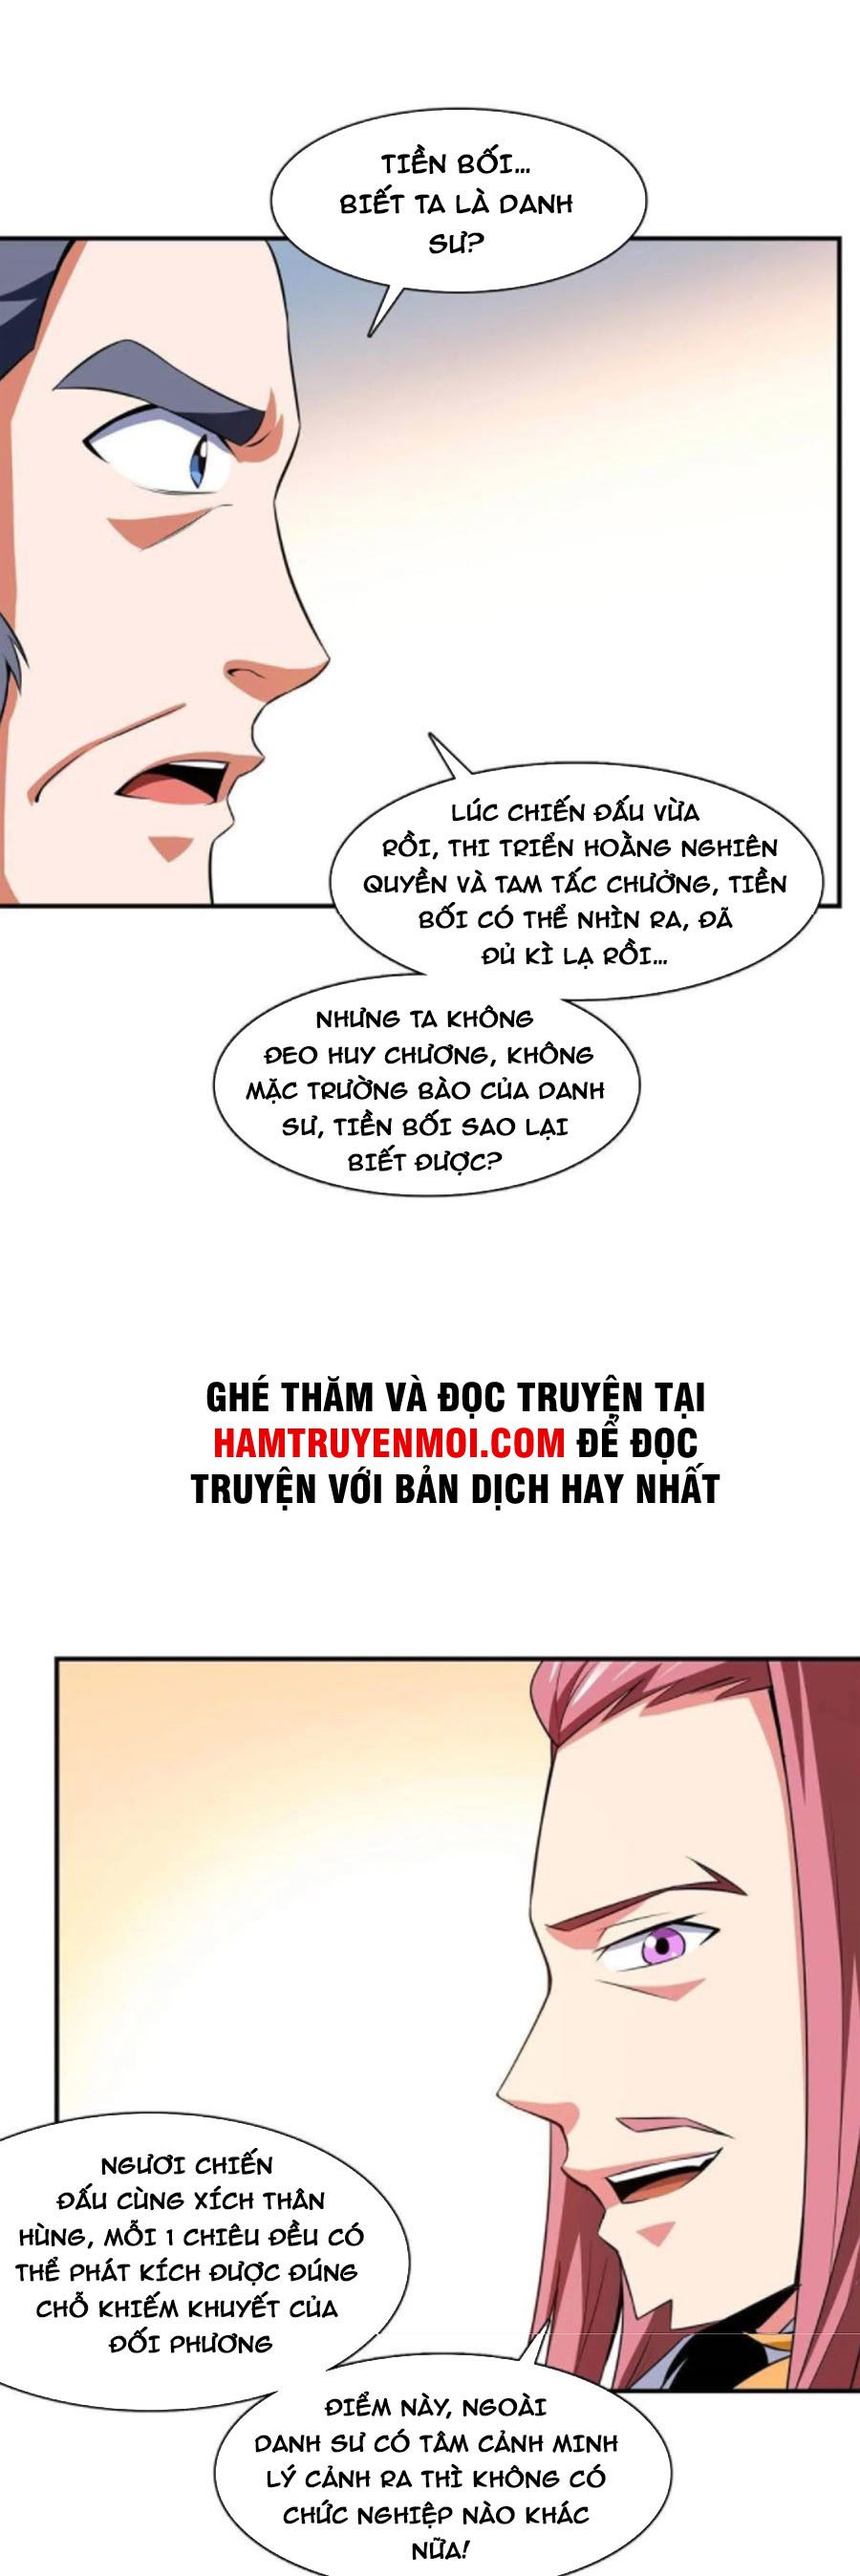 TIỀN BỐI...
BIẾT TA LÀ DANH
SƯ?
LÚC CHIẾN ĐẤU VỪA
RỒI, THI TRIỂN HOẰNG NGHIÊN
QUYỀN VÀ TAM TẤC CHƯỞNG, TIỀN
BỐI CÓ THỂ NHÌN RA, ĐÃ
ĐỦ KÌ LẠ RỒI...
NHƯNG TA KHÔNG
ĐEO HUY CHƯƠNG, KHÔNG
MẶC TRƯỜNG BÀO CỦA DANH
SƯ, TIỀN BỐI SAO LẠI
BIẾT ĐƯỢC?
GHÉ THĂM VÀ ĐỌC TRUYỆN TẠI
HAMTRUYENMOI.COM ĐỂ ĐỌC
TRUYỆN VỚI BẢN DỊCH HAY NHẤT
NGƯƠI CHIẾN
ĐẤU CÙNG XÍCH THÂN
HÙNG, MỖI 1 CHIÊU ĐỀU CÓ
THỂ PHÁT KÍCH ĐƯỢC ĐÚNG
CHỖ KHIẾM KHUYẾT CỦA
ĐỐI PHƯƠNG
ĐIỂM NÀY, NGOÀI
DANH SƯ CÓ TÂM CẢNH MINH
LÝ CẢNH RA THÌ KHÔNG CÓ
CHỨC NGHIỆP NÀO KHÁC
NỮA!